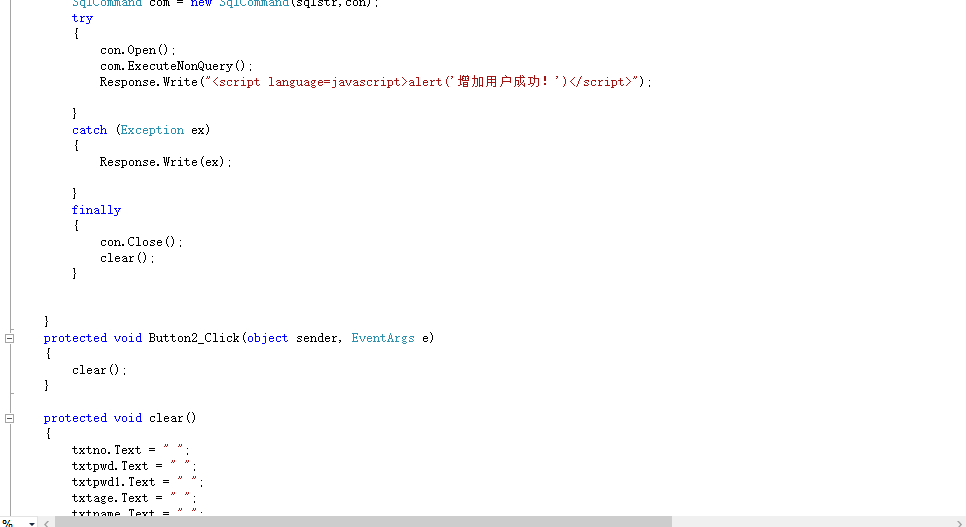 SqlCommand com = new SqlCommand(sqlstr,con);
try
{
con.Open();
com.ExecuteNonQuery();
Response.Write("<script language=javascript>alert('增加用户成功！')</script>");
}
catch (Exception ex)
{
Response.Write(ex);
}
finally
{
con.Close();
clear();
}
}
protected void Button2_Click(object sender, EventArgs e)
{
clear();
}
protected void clear()
{
txtno.Text = " ";
txtpwd.Text = " ";
txtpwd1.Text = " ";
txtage.Text = " ";
txtname.Text = " ";
%